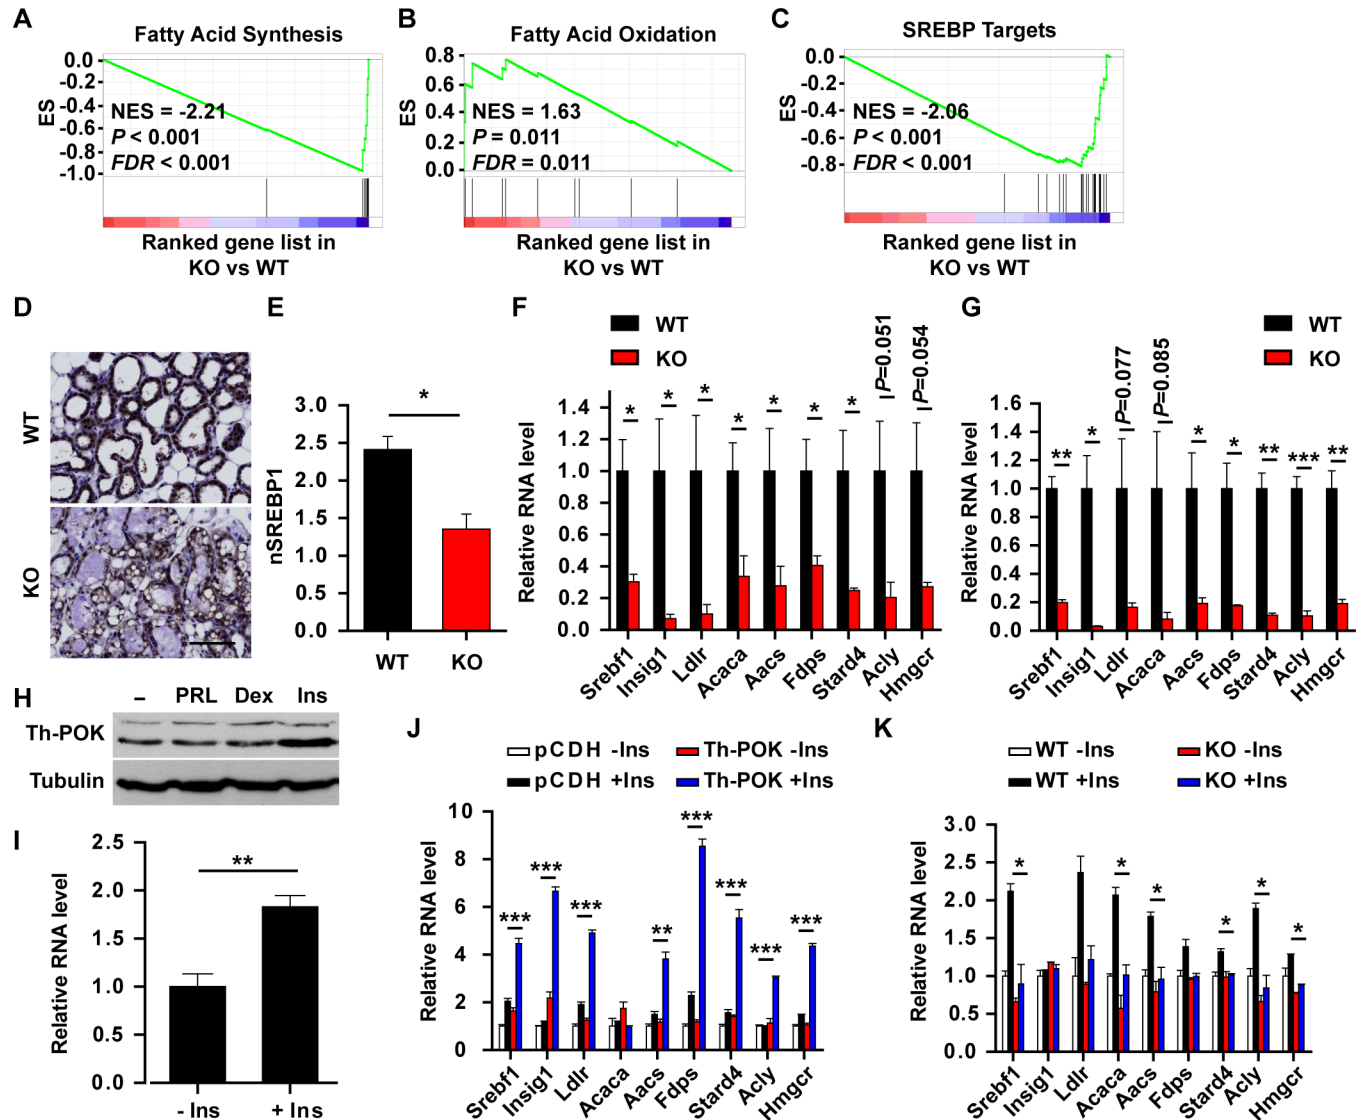 A
Fatty Acid Synthesis
0.0
-0.2
-0.4
-0.6
-0.8
-1.0
ES
NES = -2.21
P < 0.001
FDR < 0.001
Ranked gene list in
KO vs WT
B
Fatty Acid Oxidation
0.8
0.6
0.4
0.2
0.0
ES
NES = 1.63
P = 0.011
FDR = 0.011
Ranked gene list in
KO vs WT
C
SREBP Targets
0.0
-0.2
-0.4
-0.6
-0.8
ES
NES = -2.06
P < 0.001
FDR < 0.001
Ranked gene list in
KO vs WT
D
WT
KO
E
nSREBP1
3.0
2.5
2.0
1.5
1.0
0.5
0.0
*
WT
KO
F
WT
KO
Relative RNA level
1.4
1.2
1.0
0.8
0.6
0.4
0.2
0.0
*
*
*
*
*
*
*
P=0.051
P=0.054
Srebf1
Insig1
Ldlr
Acaca
Aacs
Fdps
Stard4
Acly
Hmgcr
G
WT
KO
Relative RNA level
1.6
1.4
1.2
1.0
0.8
0.6
0.4
0.2
0.0
**
*
P=0.077
P=0.085
*
*
**
***
**
Srebf1
Insig1
Ldlr
Acaca
Aacs
Fdps
Stard4
Acly
Hmgcr
H
– PRL Dex Ins
Th-POK
Tubulin
I
Relative RNA level
2.5
2.0
1.5
1.0
0.5
0.0
**
- Ins
+ Ins
J
pCDH -Ins
Th-POK -Ins
pCDH +Ins
Th-POK +Ins
Relative RNA level
10
8
6
4
2
0
***
***
***
**
***
***
***
***
Srebf1
Insig1
Ldlr
Acaca
Aacs
Fdps
Stard4
Acly
Hmgcr
K
WT -Ins
KO -Ins
WT +Ins
KO +Ins
Relative RNA level
3.0
2.5
2.0
1.5
1.0
0.5
0.0
*
*
*
*
*
*
Srebf1
Insig1
Ldlr
Acaca
Aacs
Fdps
Stard4
Acly
Hmgcr